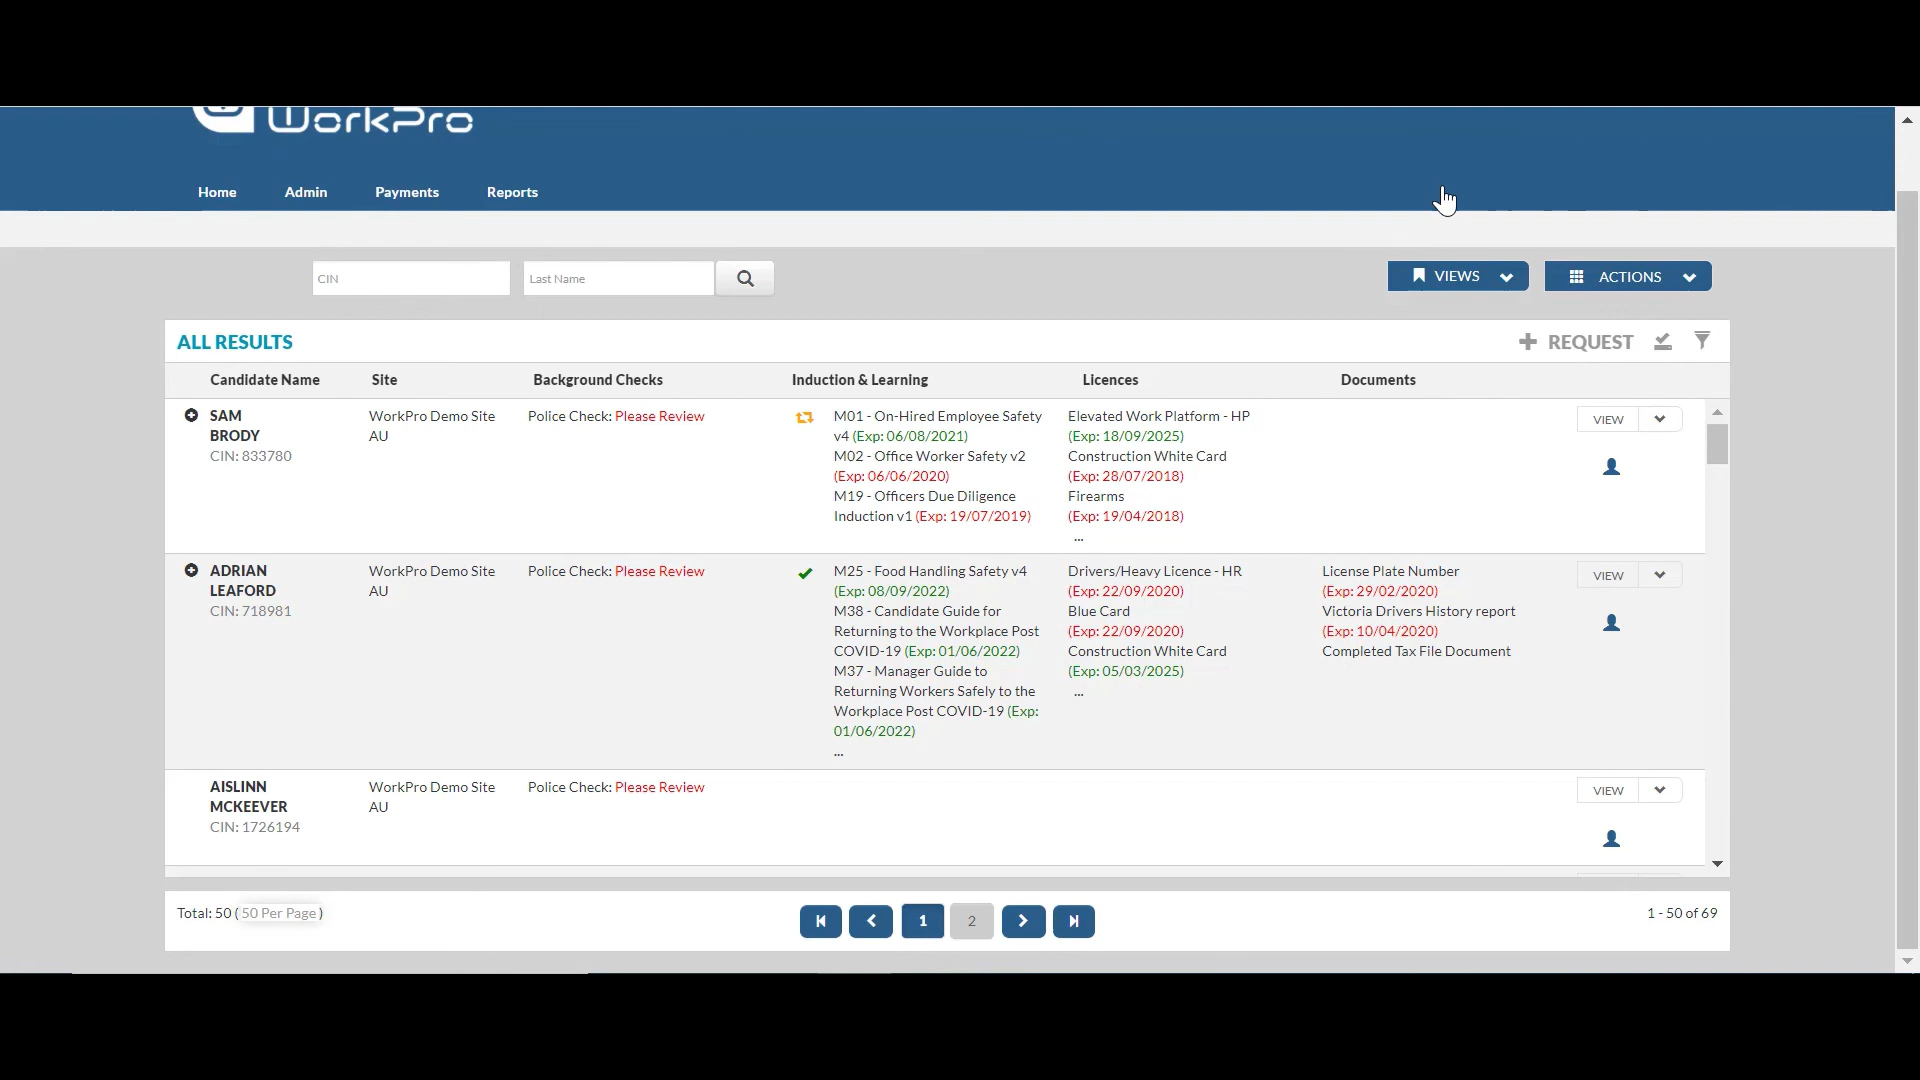 WorkPro
Home Admin Payments Reports
CIN Last Name VIEWS ACTIONS
ALL RESULTS REQUEST
Candidate Name Site Background Checks Induction & Learning Licences Documents
SAM WorkPro Demo Site Police Check: Please Review M01 - On-Hired Employee Safety Elevated Work Platform - HP VIEW
BRODY AU v4 (Exp: 06/08/2021) (Exp: 18/09/2025)
CIN: 833780 M02 - Office Worker Safety v2 Construction White Card
(Exp: 06/06/2020) (Exp: 28/07/2018)
M19 - Officers Due Diligence Firearms
Induction v1 (Exp: 19/07/2019) (Exp: 19/04/2018)
...
ADRIAN WorkPro Demo Site Police Check: Please Review M25 - Food Handling Safety v4 Drivers/Heavy Licence - HR License Plate Number VIEW
LEAFORD AU (Exp: 08/09/2022) (Exp: 22/09/2020) (Exp: 29/02/2020)
CIN: 718981 M38 - Candidate Guide for Blue Card Victoria Drivers History report
Returning to the Workplace Post (Exp: 22/09/2020) (Exp: 10/04/2020)
COVID-19 (Exp: 01/06/2022) Construction White Card Completed Tax File Document
M37 - Manager Guide to (Exp: 05/03/2025)
Returning Workers Safely to the ...
Workplace Post COVID-19 (Exp:
01/06/2022)
...
AISLINN WorkPro Demo Site Police Check: Please Review VIEW
MCKEEVER AU
CIN: 1726194
Total: 50 ( 50 Per Page ) 1 2 1 - 50 of 69